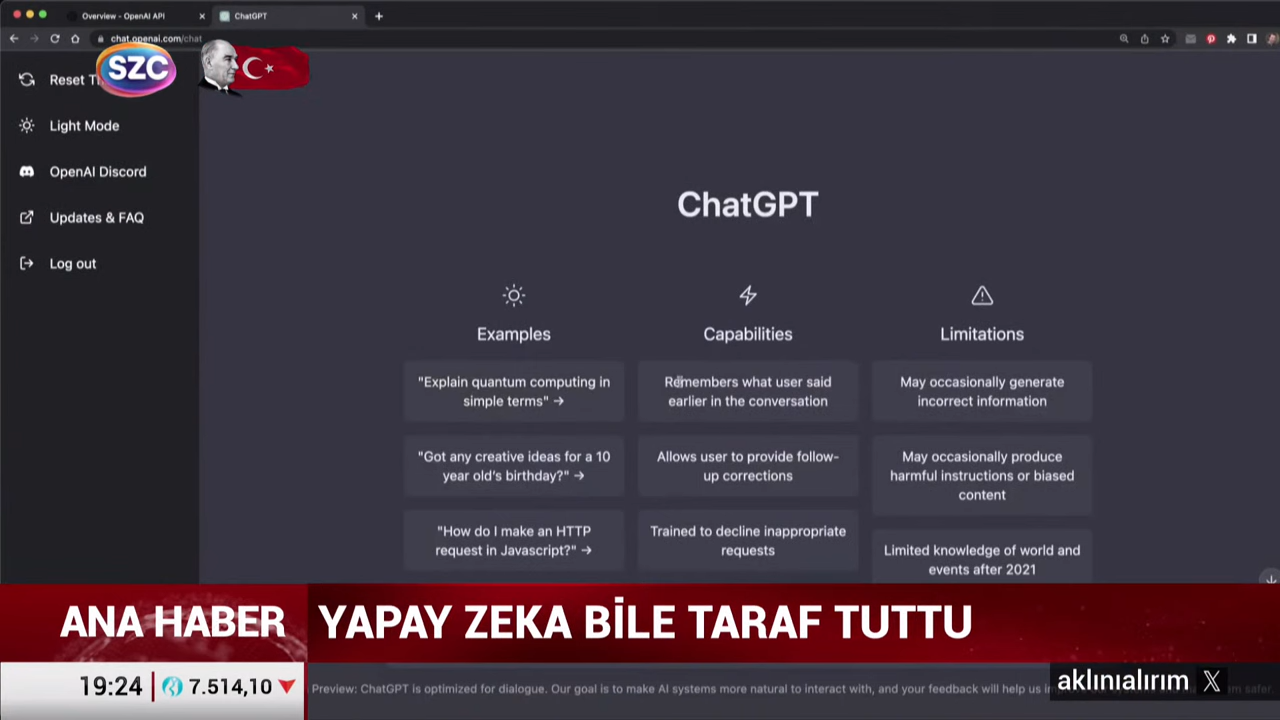 Overview - OpenAI API
ChatGPT
chat.openai.com/chat
SZC
Reset
Light Mode
OpenAI Discord
Updates & FAQ
Log out
ChatGPT
Examples
"Explain quantum computing in
simple terms" →
"Got any creative ideas for a 10
year old's birthday?" →
"How do I make an HTTP
request in Javascript?" →
Capabilities
Remembers what user said
earlier in the conversation
Allows user to provide follow-
up corrections
Trained to decline inappropriate
requests
Limitations
May occasionally generate
incorrect information
May occasionally produce
harmful instructions or biased
content
Limited knowledge of world and
events after 2021
ANA HABER
YAPAY ZEKA BİLE TARAF TUTTU
19:24
7.514,10
Preview: ChatGPT is optimized for dialogue. Our goal is to make AI systems more natural to interact with, and your feedback will help us safer.
aklınıalırım X